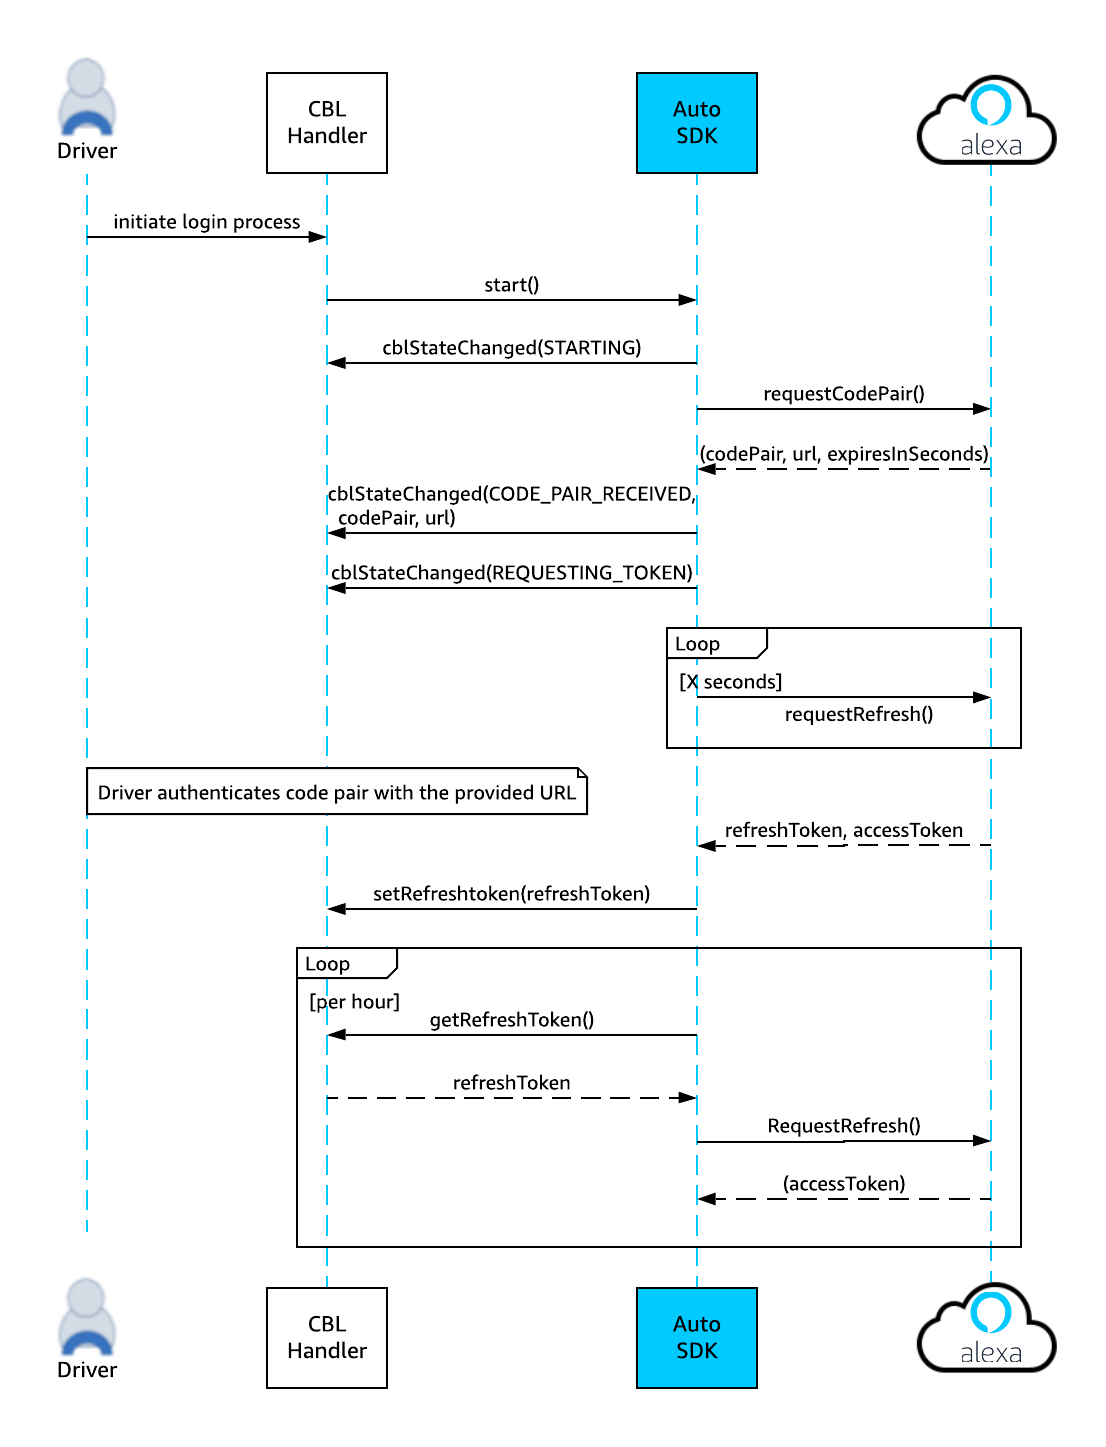 Driver
CBL
Handler
Auto
SDK
alexa
initiate login process
start()
cblStateChanged(STARTING)
requestCodePair()
(codePair, url, expiresInSeconds)
cblStateChanged(CODE_PAIR_RECEIVED,
codePair, url)
cblStateChanged(REQUESTING_TOKEN)
Loop
[X seconds]
requestRefresh()
Driver authenticates code pair with the provided URL
refreshToken, accessToken
setRefreshtoken(refreshToken)
Loop
[per hour]
getRefreshToken()
refreshToken
RequestRefresh()
(accessToken)
Driver
CBL
Handler
Auto
SDK
alexa